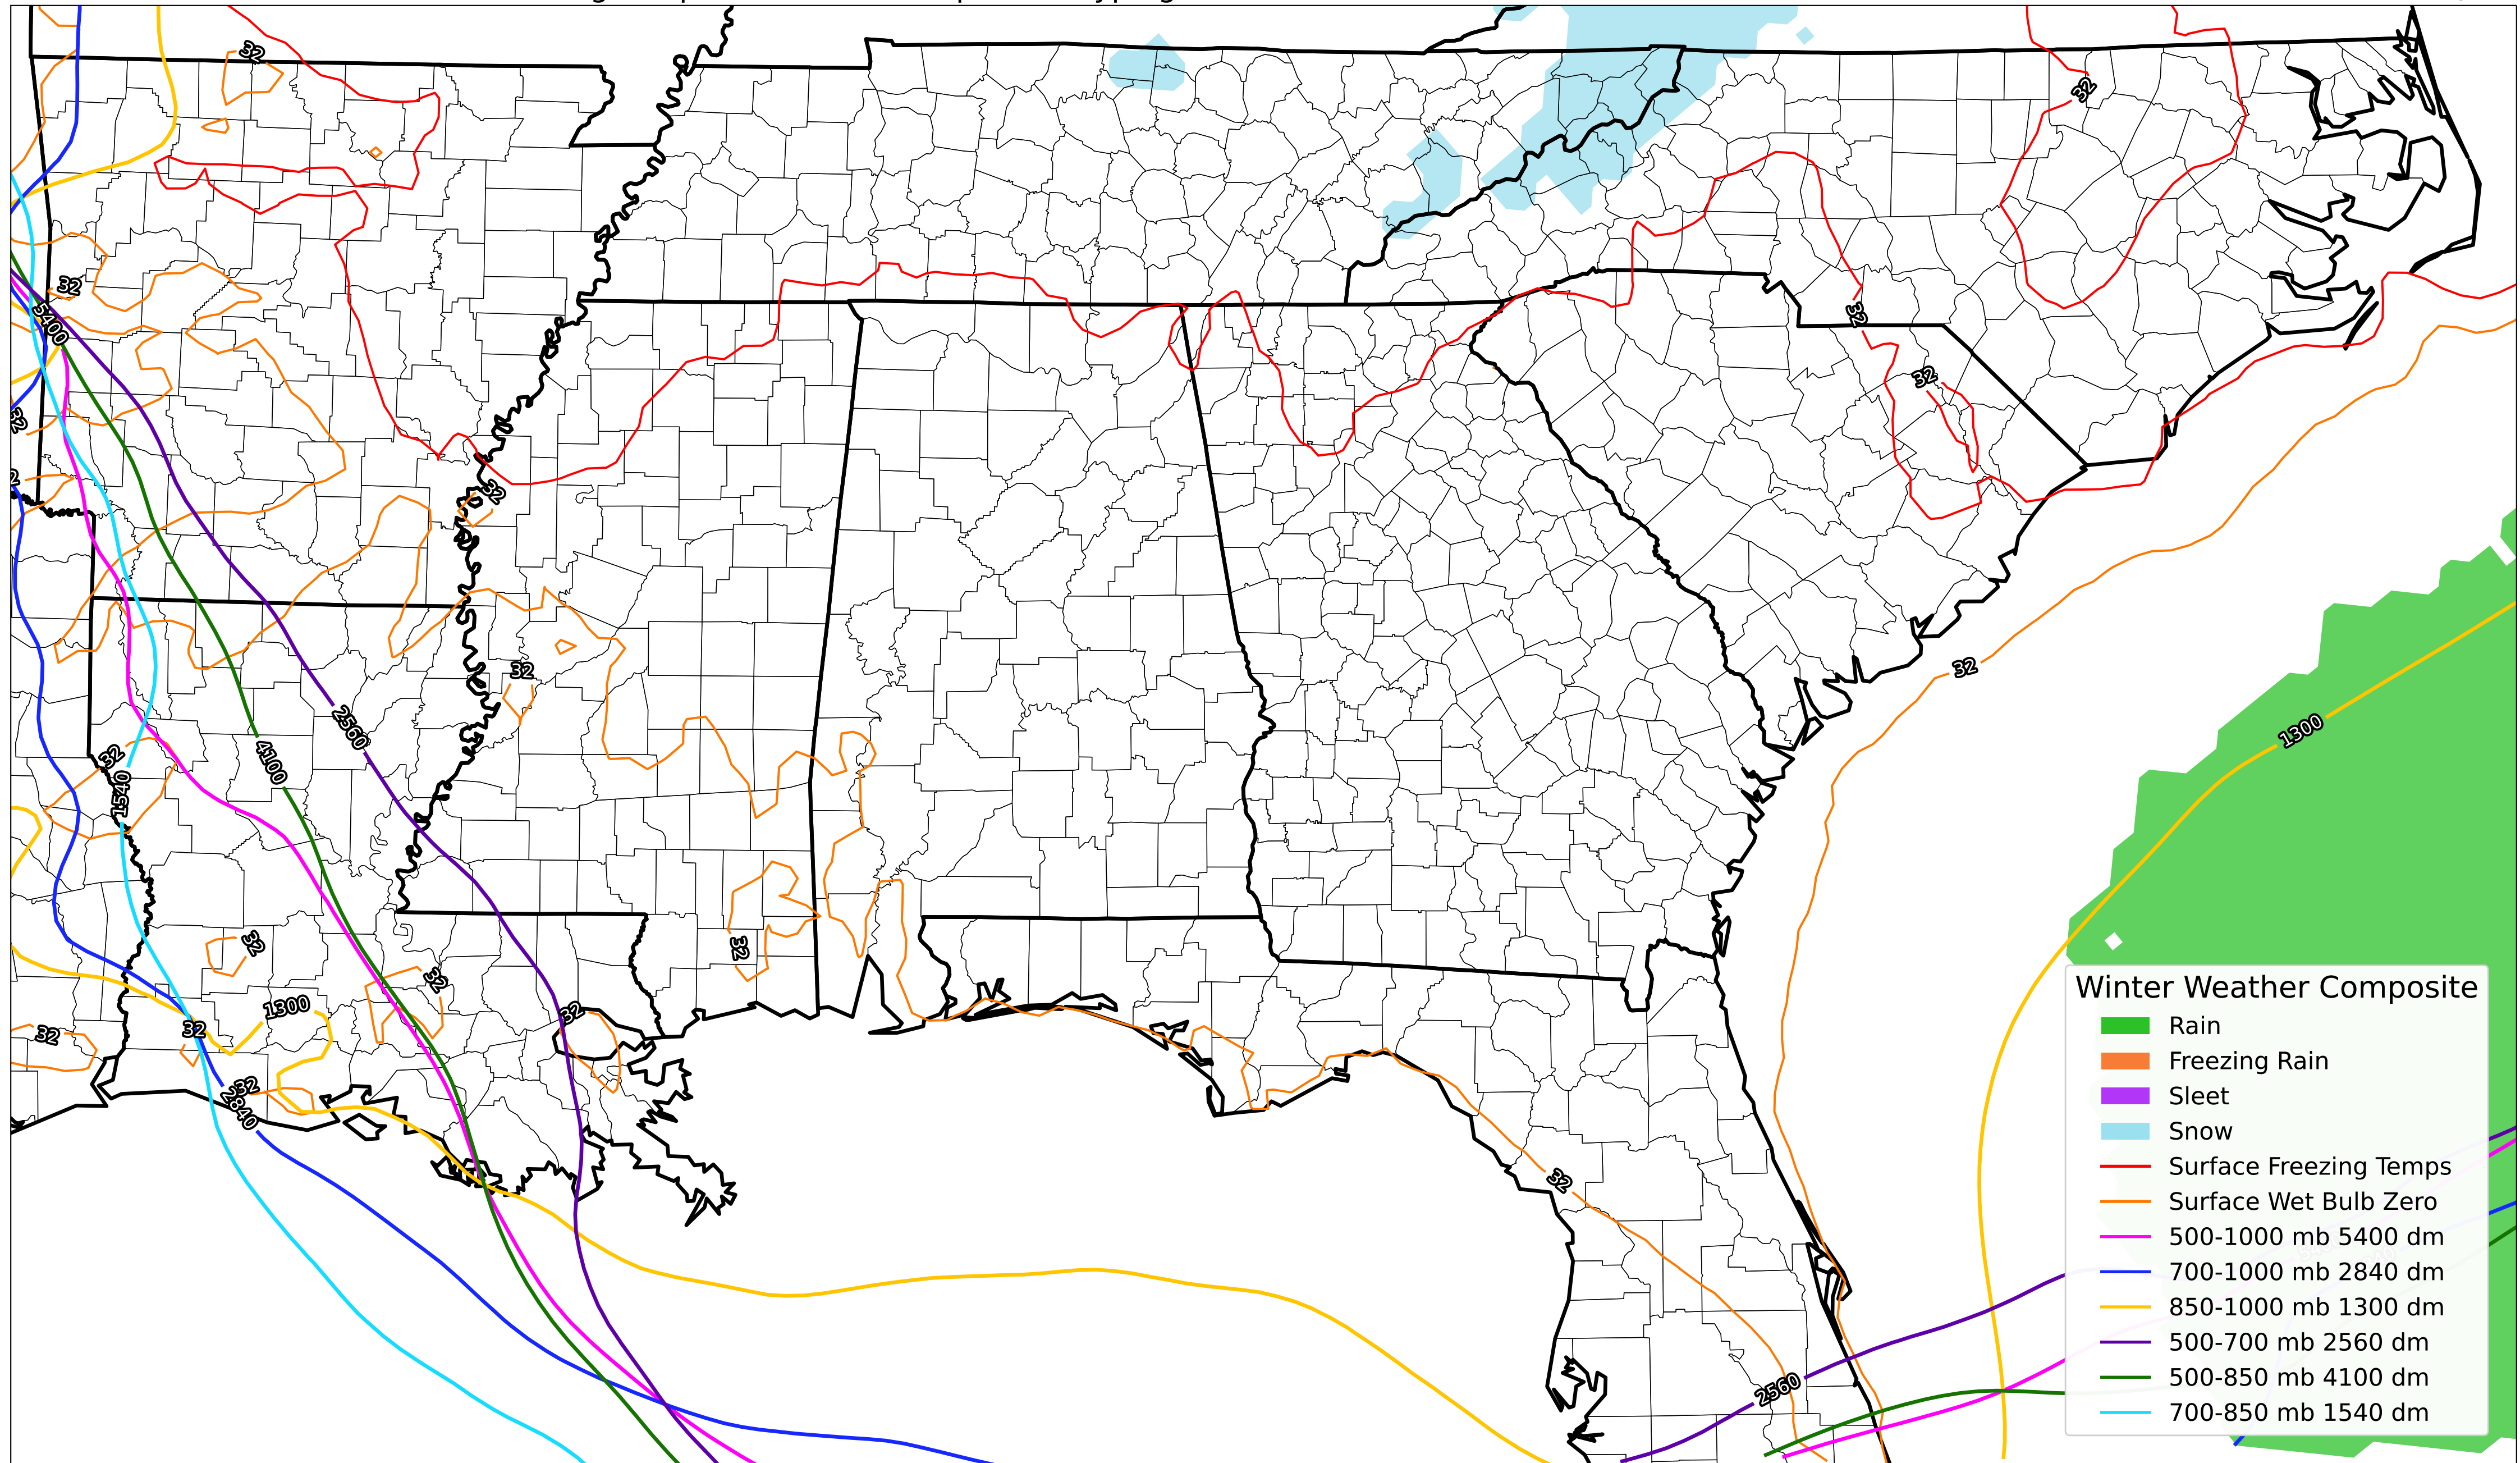 32
32
32
5400
32
32
32
32
32
32
32
2560
4100
32
1540
1300
32
32
32
32
1300
32
32
32
32
2840
32
2560
Winter Weather Composite
Rain
Freezing Rain
Sleet
Snow
Surface Freezing Temps
Surface Wet Bulb Zero
500-1000 mb 5400 dm
700-1000 mb 2840 dm
850-1000 mb 1300 dm
500-700 mb 2560 dm
500-850 mb 4100 dm
700-850 mb 1540 dm